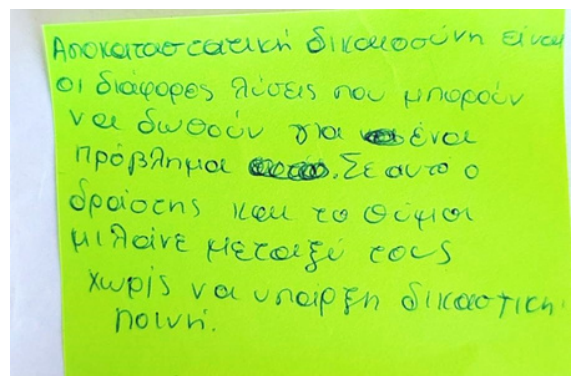 Αποκαταστατική δικαιοσύνη είναι
οι διάφορες λύσεις που μπορούν
να δωθούν για ένα
πρόβλημα. Σε αυτό ο
δράστης και το θύμα
μιλάνε μεταξύ τους
χωρίς να υπάρξη δικαστική
ποινή.